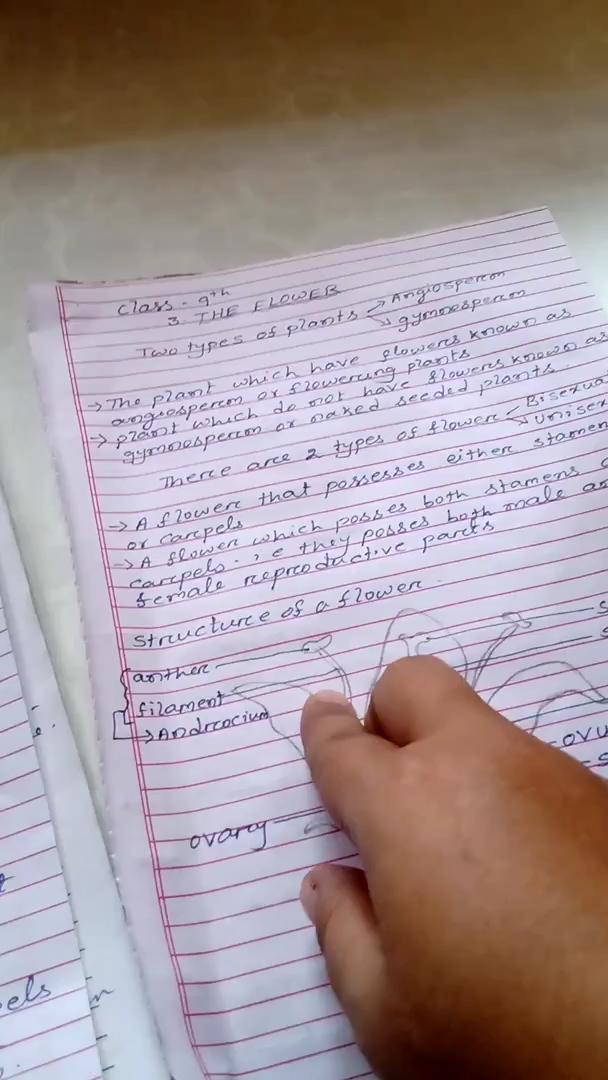 Class - 9th
3. THE FLOWER
Two types of plants → Angiosperm
→ gymnosperm
→ The plant which have flowers known as
angiosperm or flowering plants
→ plant which do not have flowers known as
gymnosperm or naked seeded plants.
There are 2 types of flower
→ A flower that possesses either stamen
or carpels
→ A flower which posses both stamens
carpels. i.e they posses both male
female reproductive parts
structure of a flower.
anther
filament
→ Androecium
ovary